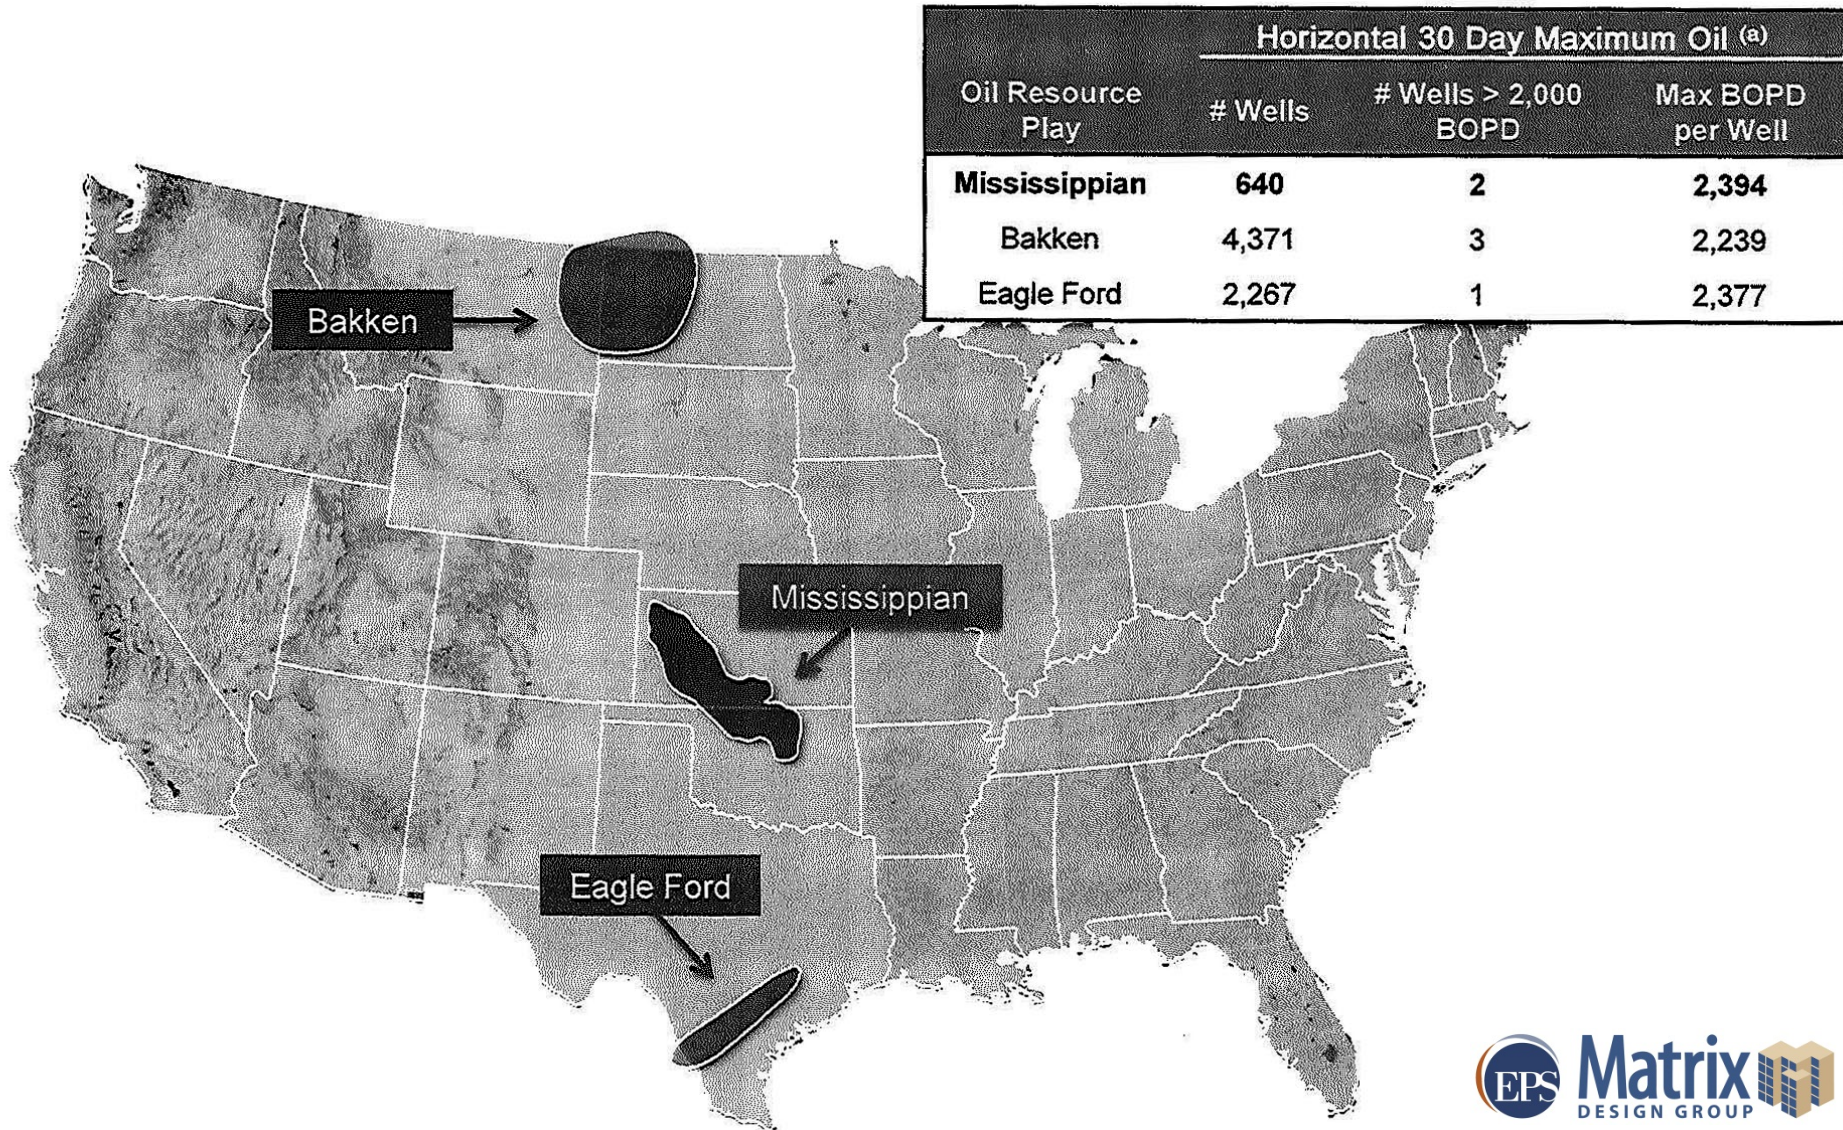 Horizontal 30 Day Maximum Oil (a)
Oil Resource Play # Wells # Wells > 2,000 BOPD Max BOPD per Well
Mississippian 640 2 2,394
Bakken 4,371 3 2,239
Eagle Ford 2,267 1 2,377
Bakken
Mississippian
Eagle Ford
EPS Matrix
DESIGN GROUP